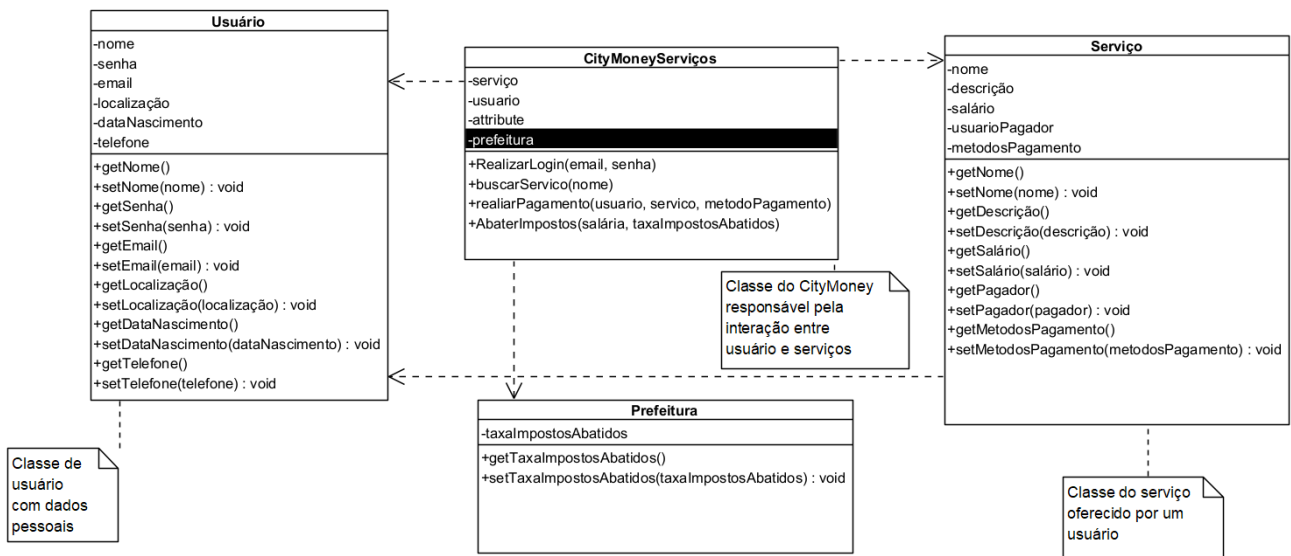 Usuário
-nome
-senha
-email
-localização
-dataNascimento
-telefone
+getNome()
+setNome(nome) : void
+getSenha()
+setSenha(senha) : void
+getEmail()
+setEmail(email) : void
+getLocalização()
+setLocalização(localização) : void
+getDataNascimento()
+setDataNascimento(dataNascimento) : void
+getTelefone()
+setTelefone(telefone) : void
Classe de
usuário
com dados
pessoais
CityMoneyServiços
-serviço
-usuario
-attribute
-prefeitura
+RealizarLogin(email, senha)
+buscarServico(nome)
+realiarPagamento(usuario, servico, metodoPagamento)
+AbaterImpostos(salária, taxaImpostosAbatidos)
Classe do CityMoney
responsável pela
interação entre
usuário e serviços
Prefeitura
-taxaImpostosAbatidos
+getTaxaImpostosAbatidos()
+setTaxaImpostosAbatidos(taxaImpostosAbatidos) : void
Serviço
-nome
-descrição
-salário
-usuarioPagador
-metodosPagamento
+getNome()
+setNome(nome) : void
+getDescrição()
+setDescrição(descrição) : void
+getSalário()
+setSalário(salário) : void
+getPagador()
+setPagador(pagador) : void
+getMetodosPagamento()
+setMetodosPagamento(metodosPagamento) : void
Classe do serviço
oferecido por um
usuário